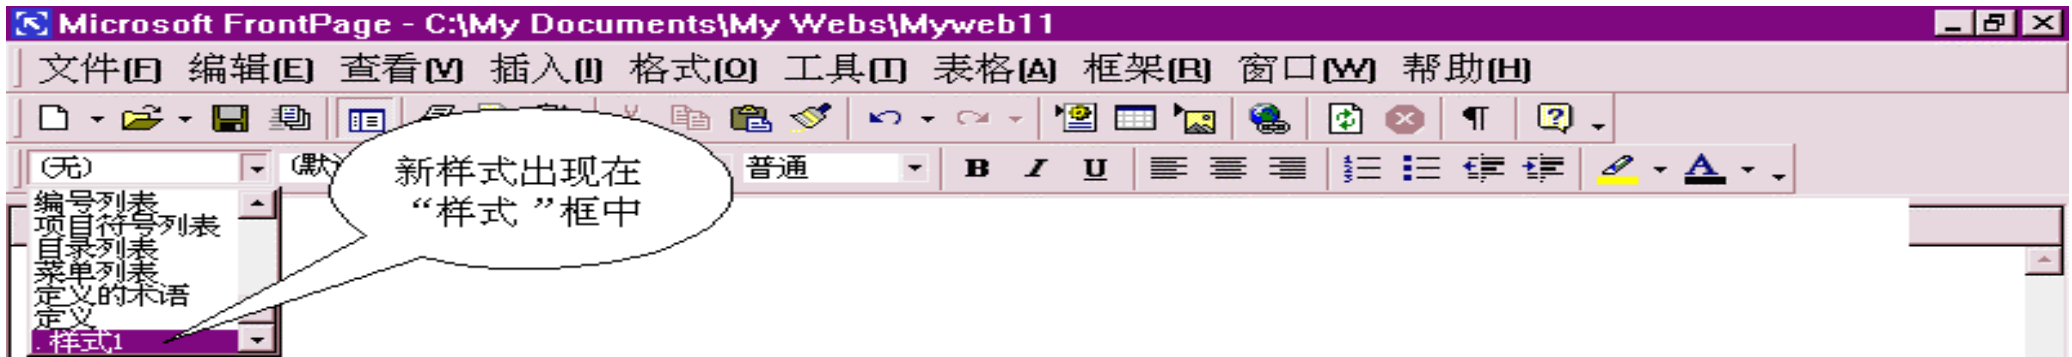 Microsoft FrontPage - C:\My Documents\My Webs\Myweb11
文件(F) 编辑(E) 查看(V) 插入(I) 格式(O) 工具(T) 表格(A) 框架(R) 窗口(W) 帮助(H)
(无) (默 普通 B I U A
新样式出现在
“样式 ”框中
编号列表
项目符号列表
目录列表
菜单列表
定义的术语
定义
. 样式1